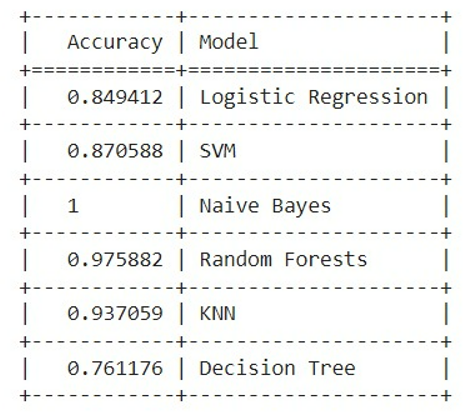 +------------+---------------------+
|   Accuracy | Model               |
+============+=====================+
|   0.849412 | Logistic Regression |
+------------+---------------------+
|   0.870588 | SVM                 |
+------------+---------------------+
|   1        | Naive Bayes         |
+------------+---------------------+
|   0.975882 | Random Forests      |
+------------+---------------------+
|   0.937059 | KNN                 |
+------------+---------------------+
|   0.761176 | Decision Tree       |
+------------+---------------------+